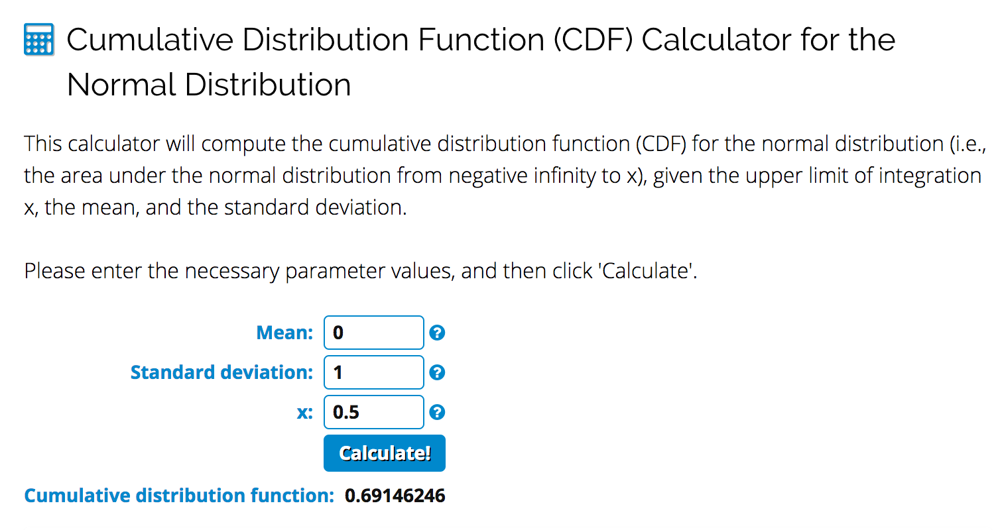 Cumulative Distribution Function (CDF) Calculator for the
Normal Distribution
This calculator will compute the cumulative distribution function (CDF) for the normal distribution (i.e.,
the area under the normal distribution from negative infinity to x), given the upper limit of integration
x, the mean, and the standard deviation.
Please enter the necessary parameter values, and then click 'Calculate'.
Mean: 0 ?
Standard deviation: 1 ?
x: 0.5 ?
Calculate!
Cumulative distribution function: 0.69146246